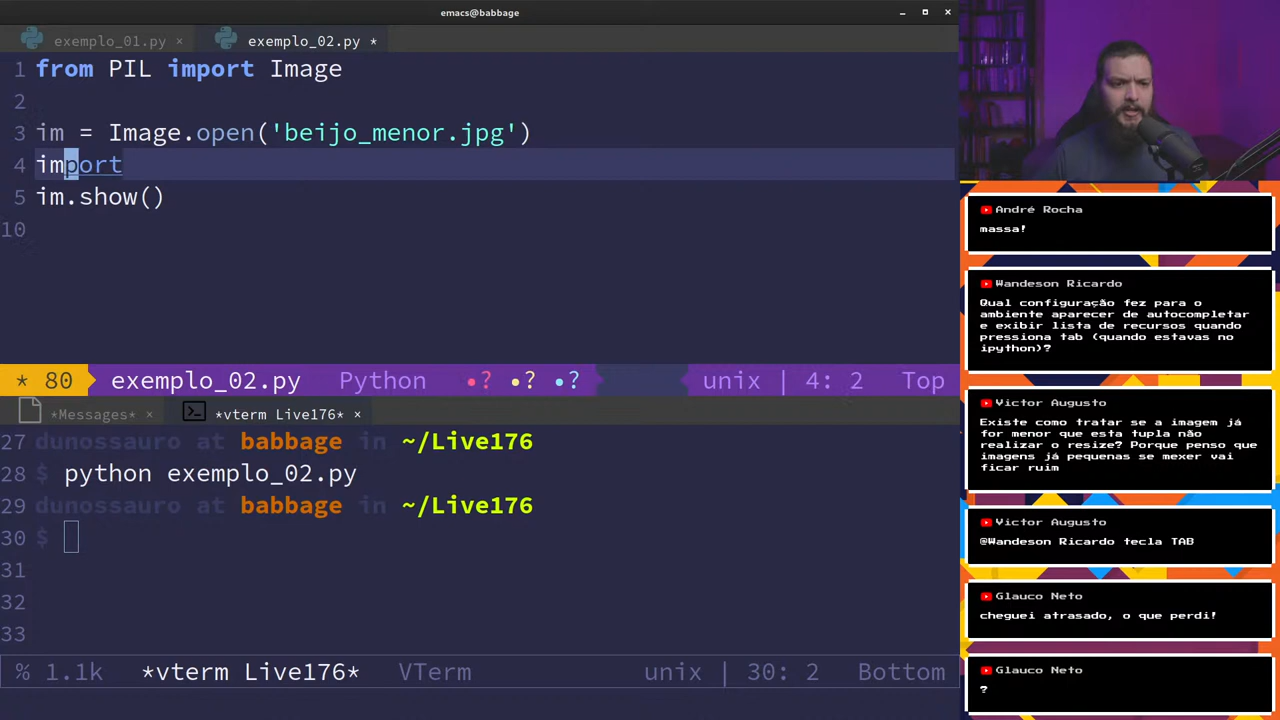 emacs@babbage
exemplo_01.py × exemplo_02.py *
1 from PIL import Image
2
3 im = Image.open('beijo_menor.jpg')
4 import
5 im.show()
10
* 80 exemplo_02.py Python •? •? •? unix | 4: 2 Top
*Messages* × *vterm Live176* ×
27 dunossauro at babbage in ~/Live176
28 $ python exemplo_02.py
29 dunossauro at babbage in ~/Live176
30 $
31
32
33
% 1.1k *vterm Live176* VTerm unix | 30: 2 Bottom
André Rocha
massa!
Wandeson Ricardo
Qual configuração fez para o
ambiente aparecer de autocompletar
e exibir lista de recursos quando
pressiona tab (quando estavas no
ipython)?
Victor Augusto
Existe como tratar se a imagem já
for menor que esta tupla não
realizar o resize? Porque penso que
imagens já pequenas se mexer vai
ficar ruim
Victor Augusto
@Wandeson Ricardo tecla TAB
Glauco Neto
cheguei atrasado, o que perdi!
Glauco Neto
?